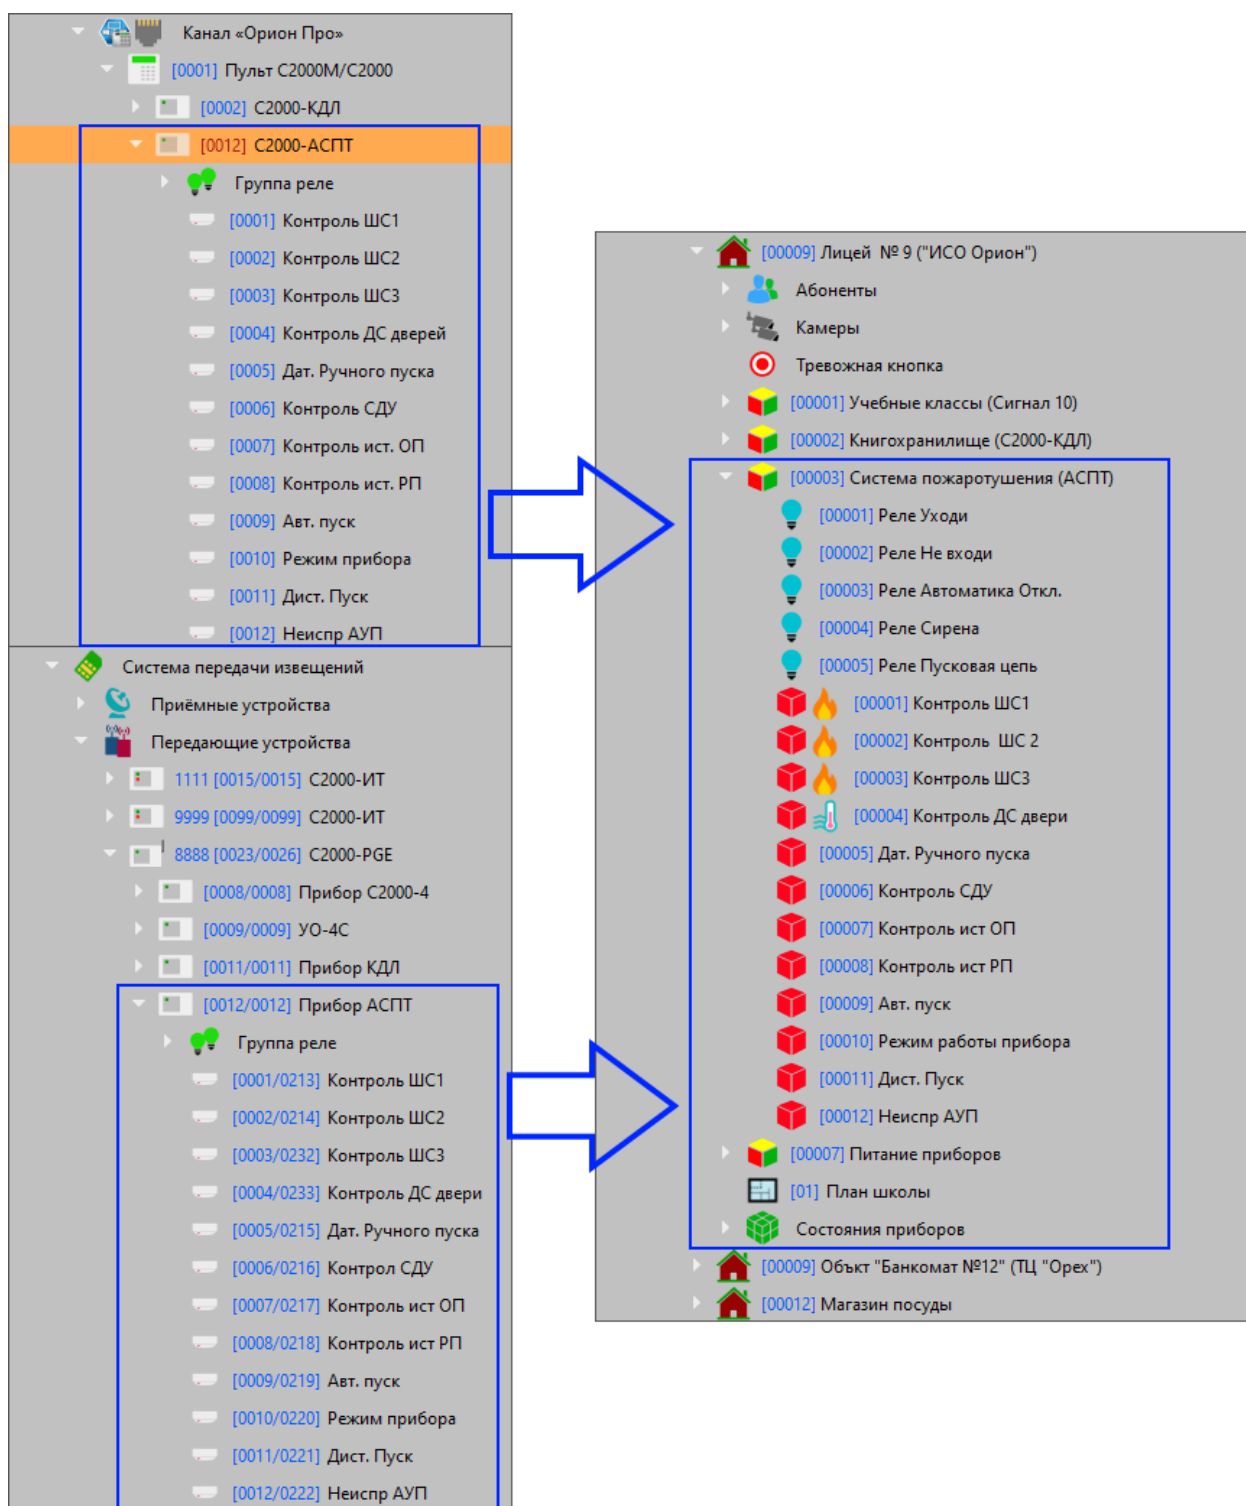 Канал «Орион Про»
[0001] Пульт С2000М/С2000
[0002] С2000-КДЛ
[0012] С2000-АСПТ
Группа реле
[0001] Контроль ШС1
[0002] Контроль ШС2
[0003] Контроль ШС3
[0004] Контроль ДС дверей
[0005] Дат. Ручного пуска
[0006] Контроль СДУ
[0007] Контроль ист. ОП
[0008] Контроль ист. РП
[0009] Авт. пуск
[0010] Режим прибора
[0011] Дист. Пуск
[0012] Неиспр АУП
Система передачи извещений
Приёмные устройства
Передающие устройства
1111 [0015/0015] С2000-ИТ
9999 [0099/0099] С2000-ИТ
8888 [0023/0026] С2000-PGE
[0008/0008] Прибор С2000-4
[0009/0009] УО-4С
[0011/0011] Прибор КДЛ
[0012/0012] Прибор АСПТ
Группа реле
[0001/0213] Контроль ШС1
[0002/0214] Контроль ШС2
[0003/0232] Контроль ШС3
[0004/0233] Контроль ДС двери
[0005/0215] Дат. Ручного пуска
[0006/0216] Контрол СДУ
[0007/0217] Контроль ист ОП
[0008/0218] Контроль ист РП
[0009/0219] Авт. пуск
[0010/0220] Режим прибора
[0011/0221] Дист. Пуск
[0012/0222] Неиспр АУП
[00009] Лицей № 9 ("ИСО Орион")
Абоненты
Камеры
Тревожная кнопка
[00001] Учебные классы (Сигнал 10)
[00002] Книгохранилище (С2000-КДЛ)
[00003] Система пожаротушения (АСПТ)
[00001] Реле Уходи
[00002] Реле Не входи
[00003] Реле Автоматика Откл.
[00004] Реле Сирена
[00005] Реле Пусковая цепь
[00001] Контроль ШС1
[00002] Контроль ШС 2
[00003] Контроль ШС3
[00004] Контроль ДС двери
[00005] Дат. Ручного пуска
[00006] Контроль СДУ
[00007] Контроль ист ОП
[00008] Контроль ист РП
[00009] Авт. пуск
[00010] Режим работы прибора
[00011] Дист. Пуск
[00012] Неиспр АУП
[00007] Питание приборов
[01] План школы
Состояния приборов
[00009] Объкт "Банкомат №12" (ТЦ "Орех")
[00012] Магазин посуды